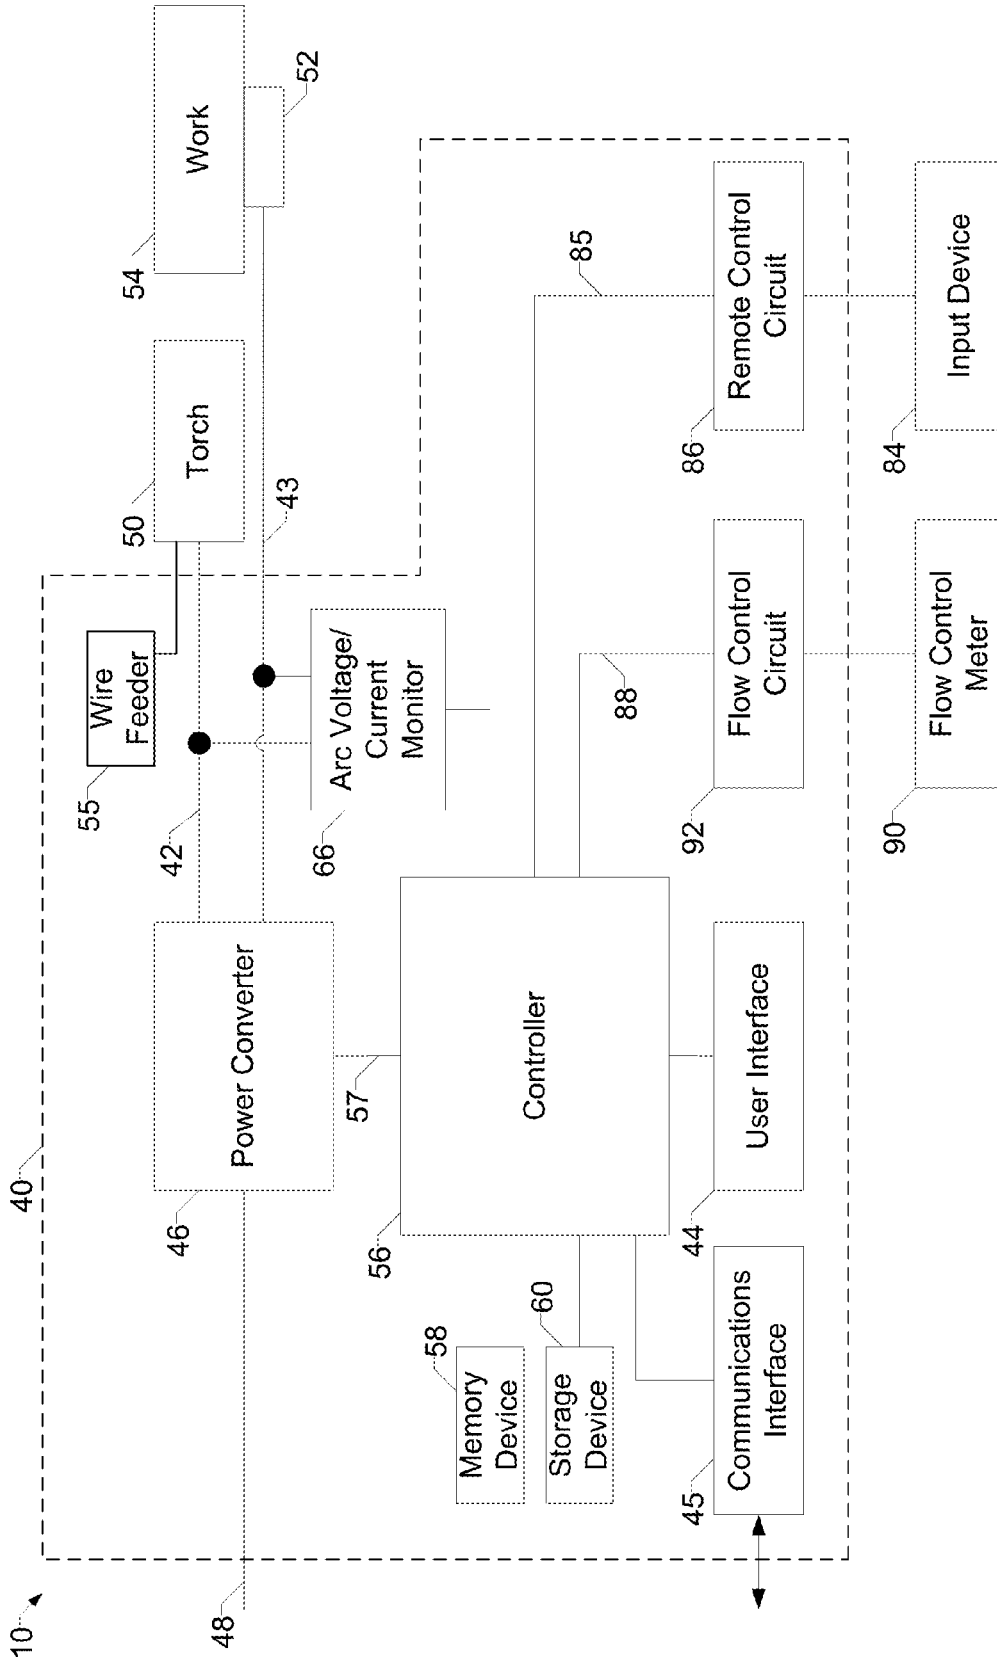 10
40
48
46
Power Converter
42
55
Wire
Feeder
50
Torch
54
Work
52
43
66
Arc Voltage/
Current
Monitor
57
56
Controller
58
Memory
Device
60
Storage
Device
45
Communications
Interface
44
User Interface
88
85
92
Flow Control
Circuit
86
Remote Control
Circuit
90
Flow Control
Meter
84
Input Device